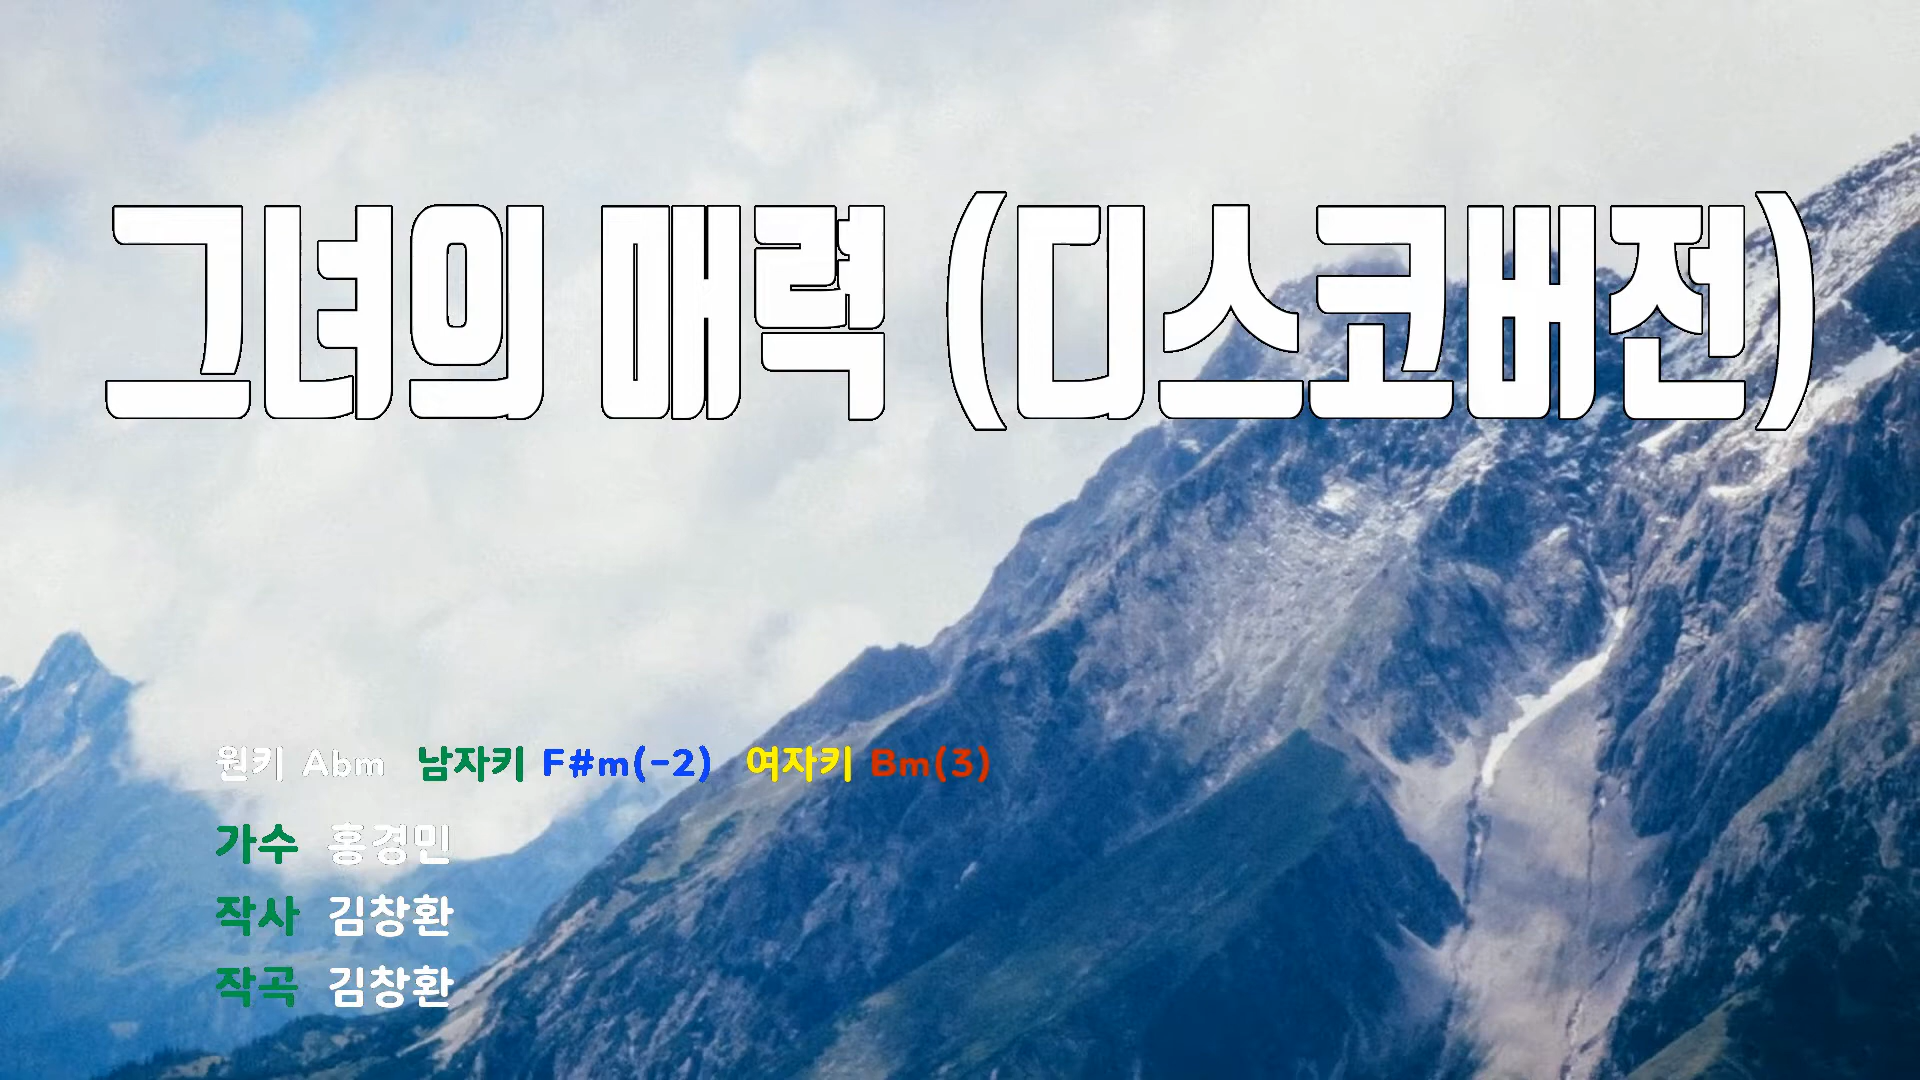 그녀의 매력 (디스코버전)
원키 Abm 남자키 F#m(-2) 여자키 Bm(3)
가수 홍경민
작사 김창환
작곡 김창환